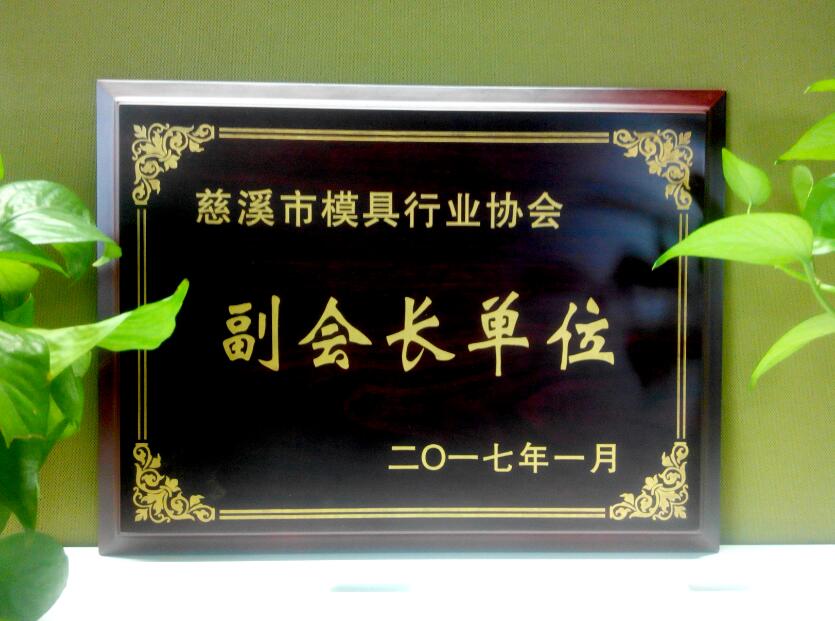 慈溪市模具行业协会
副会长单位
二〇一七年一月